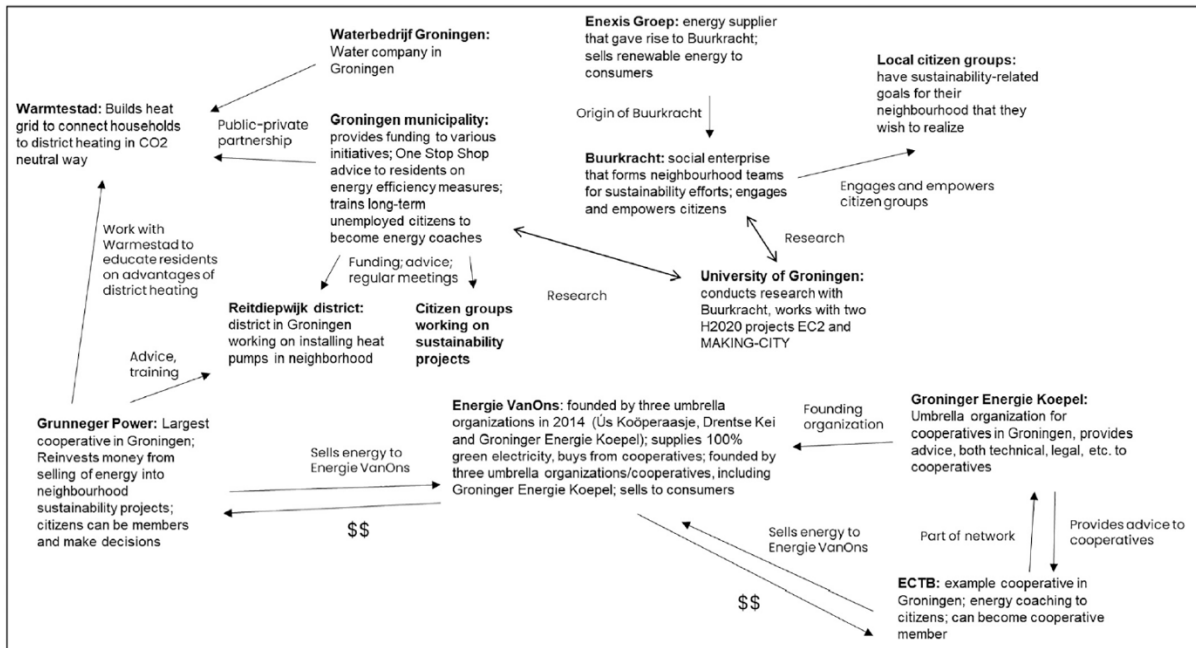 Waterbedrijf Groningen:
Water company in
Groningen
Enexis Groep: energy supplier
that gave rise to Buurkracht;
sells renewable energy to
consumers
Local citizen groups:
have sustainability-related
goals for their
neighbourhood that they
wish to realize
Warmtestad: Builds heat
grid to connect households
to district heating in CO2
neutral way
Public-private
partnership
Groningen municipality:
provides funding to various
initiatives; One Stop Shop
advice to residents on
energy efficiency measures;
trains long-term
unemployed citizens to
become energy coaches
Origin of Buurkracht
Buurkracht: social enterprise
that forms neighbourhood teams
for sustainability efforts; engages
and empowers citizens
Engages and empowers
citizen groups
Work with
Warmestad to
educate residents
on advantages of
district heating
Funding; advice;
regular meetings
Research
Research
University of Groningen:
conducts research with
Buurkracht, works with two
H2020 projects EC2 and
MAKING-CITY
Reitdiepwijk district:
district in Groningen
working on installing heat
pumps in neighborhood
Citizen groups
working on
sustainability
projects
Advice,
training
Grunneger Power: Largest
cooperative in Groningen;
Reinvests money from
selling of energy into
neighbourhood
sustainability projects;
citizens can be members
and make decisions
Sells energy to
Energie VanOns
$$
Energie VanOns: founded by three umbrella
organizations in 2014 (Ús Koöperaasje, Drentse Kei
and Groninger Energie Koepel); supplies 100%
green electricity, buys from cooperatives; founded by
three umbrella organizations/cooperatives, including
Groninger Energie Koepel; sells to consumers
Founding
organization
Groninger Energie Koepel:
Umbrella organization for
cooperatives in Groningen, provides
advice, both technical, legal, etc. to
cooperatives
Sells energy to
Energie VanOns
$$
Part of network
Provides advice to
cooperatives
ECTB: example cooperative in
Groningen; energy coaching to
citizens; can become cooperative
member